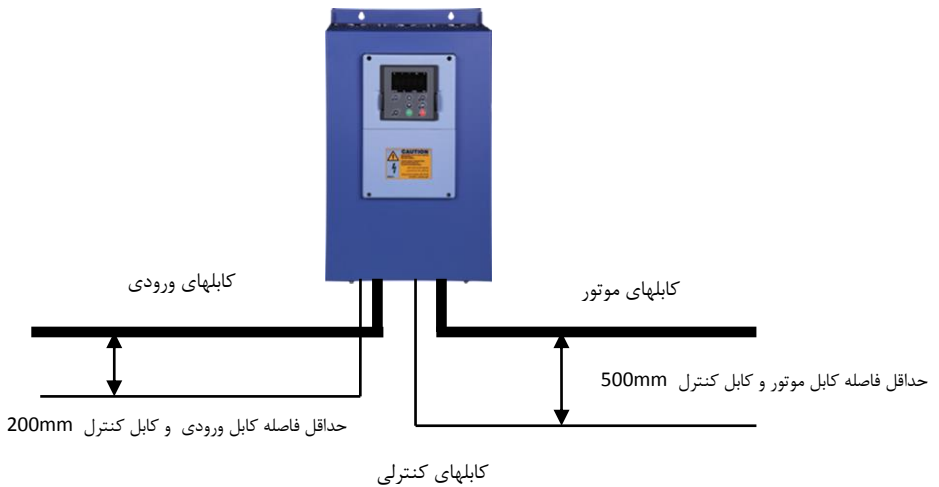 CAUTION
کابلهای ورودی
کابلهای موتور
حداقل فاصله کابل موتور و کابل کنترل 500mm
حداقل فاصله کابل ورودی و کابل کنترل 200mm
کابلهای کنترلی